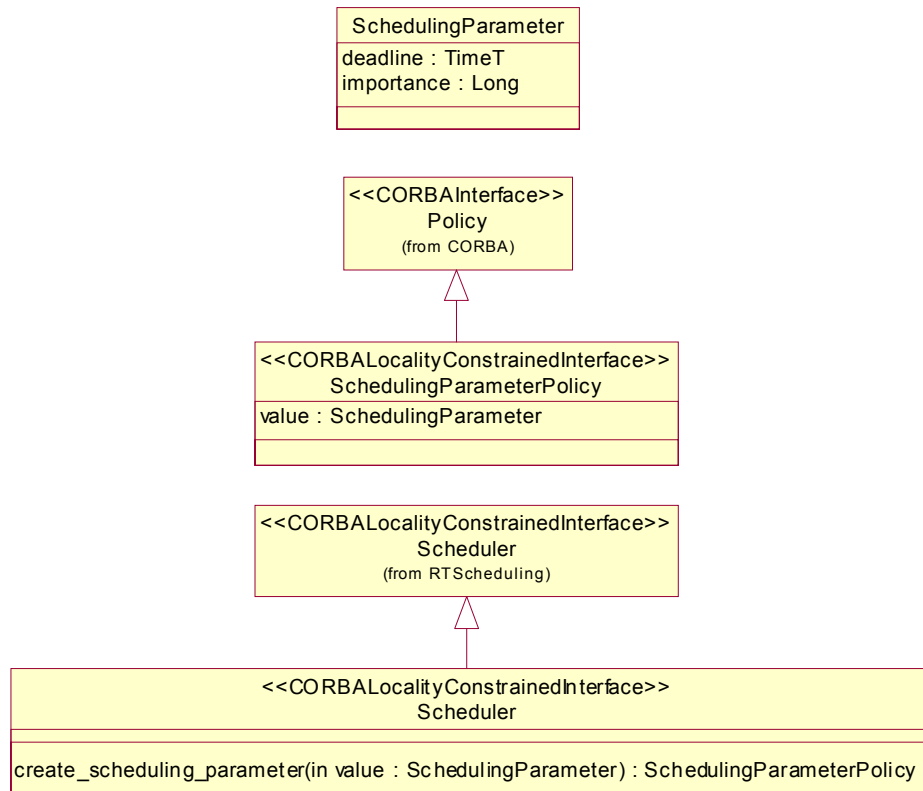 SchedulingParameter
deadline : TimeT
importance : Long
<<CORBAInterface>>
Policy
(from CORBA)
<<CORBALocalityConstrainedInterface>>
SchedulingParameterPolicy
value : SchedulingParameter
<<CORBALocalityConstrainedInterface>>
Scheduler
(from RTScheduling)
<<CORBALocalityConstrainedInterface>>
Scheduler
create_scheduling_parameter(in value : SchedulingParameter) : SchedulingParameterPolicy